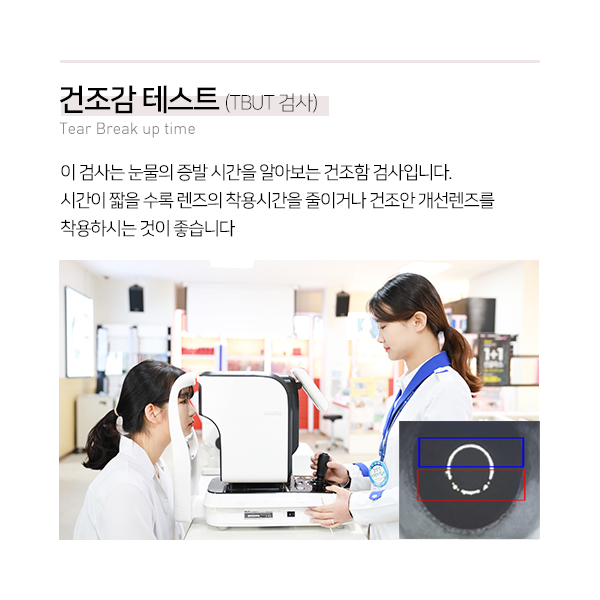 건조감 테스트 (TBUT 검사)
Tear Break up time
이 검사는 눈물의 증발 시간을 알아보는 건조함 검사입니다.
시간이 짧을 수록 렌즈의 착용시간을 줄이거나 건조안 개선렌즈를
착용하시는 것이 좋습니다
1+1